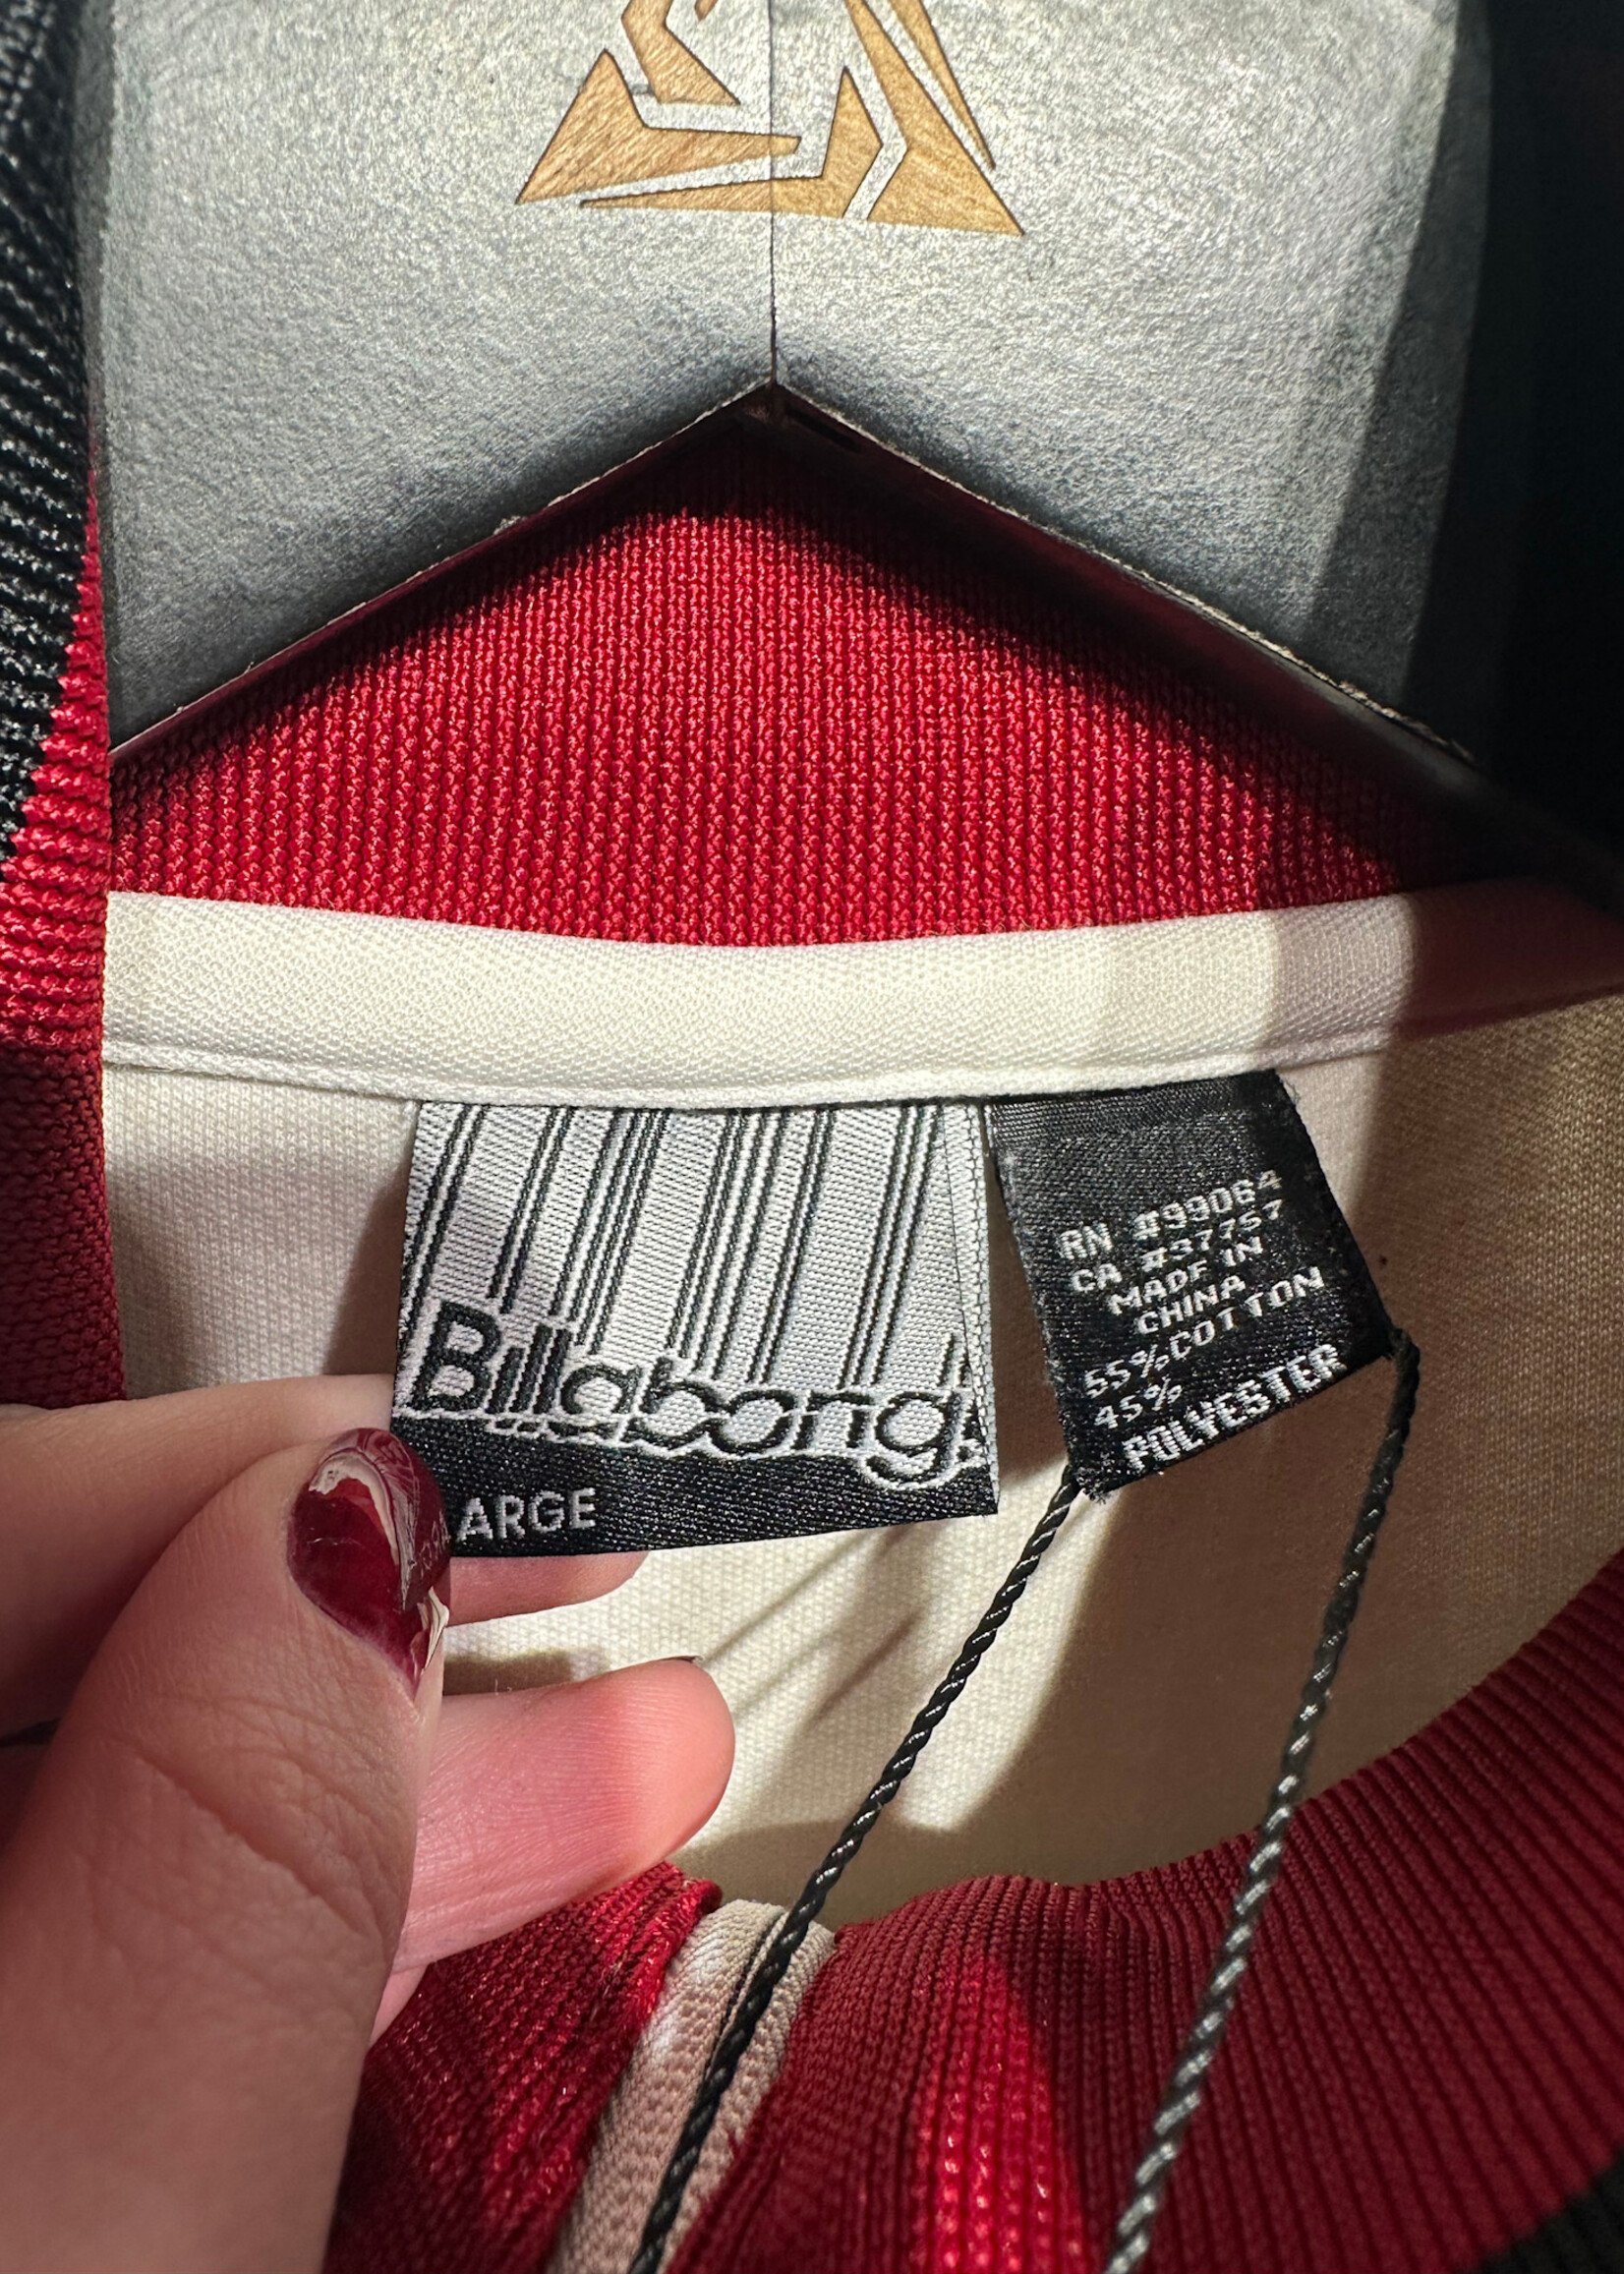 Billabong
ARGE
RN #99064
CA #37757
MADE IN
CHINA
55% COTTON
45%
POLYESTER